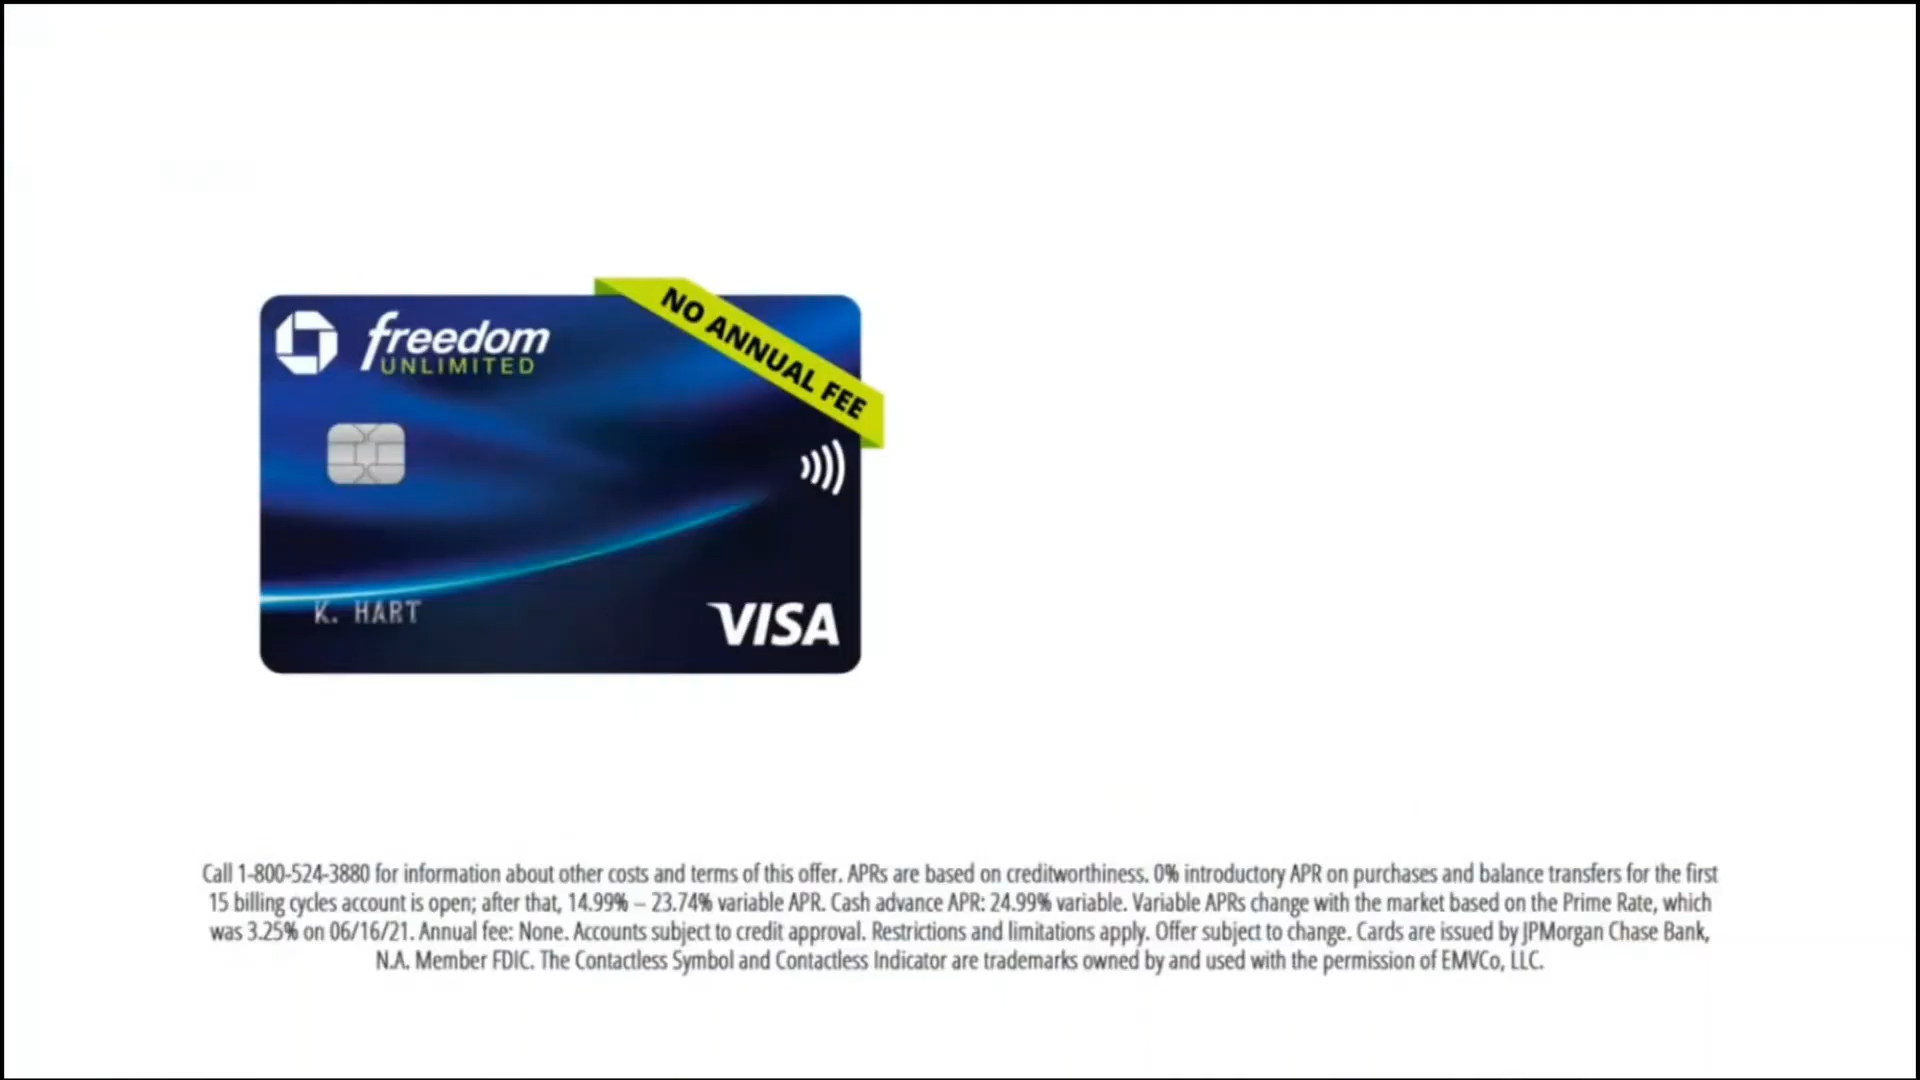 NO ANNUAL FEE
freedom
UNLIMITED
K. HART
VISA
Call 1-800-524-3880 for information about other costs and terms of this offer. APRs are based on creditworthiness. 0% introductory APR on purchases and balance transfers for the first
15 billing cycles account is open; after that, 14.99% – 23.74% variable APR. Cash advance APR: 24.99% variable. Variable APRs change with the market based on the Prime Rate, which
was 3.25% on 06/16/21. Annual fee: None. Accounts subject to credit approval. Restrictions and limitations apply. Offer subject to change. Cards are issued by JPMorgan Chase Bank,
N.A. Member FDIC. The Contactless Symbol and Contactless Indicator are trademarks owned by and used with the permission of EMVCo, LLC.